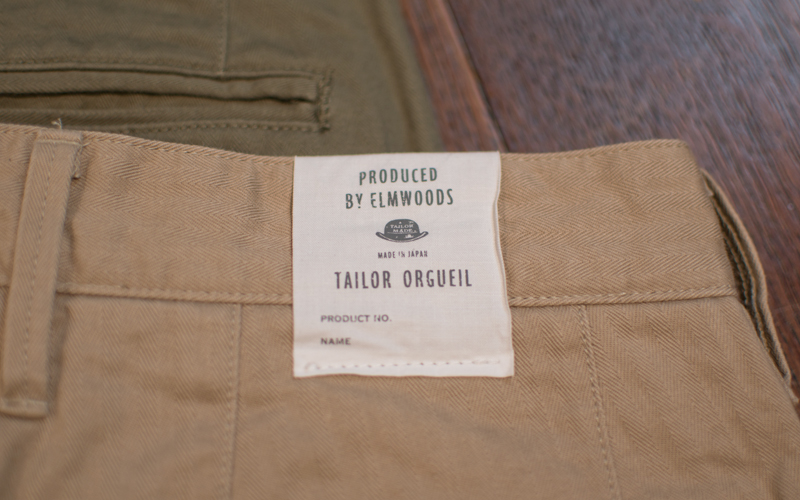 PRODUCED
BY ELMWOODS
TAILOR
MADE
MADE IN JAPAN
TAILOR ORGUEIL
PRODUCT NO.
NAME